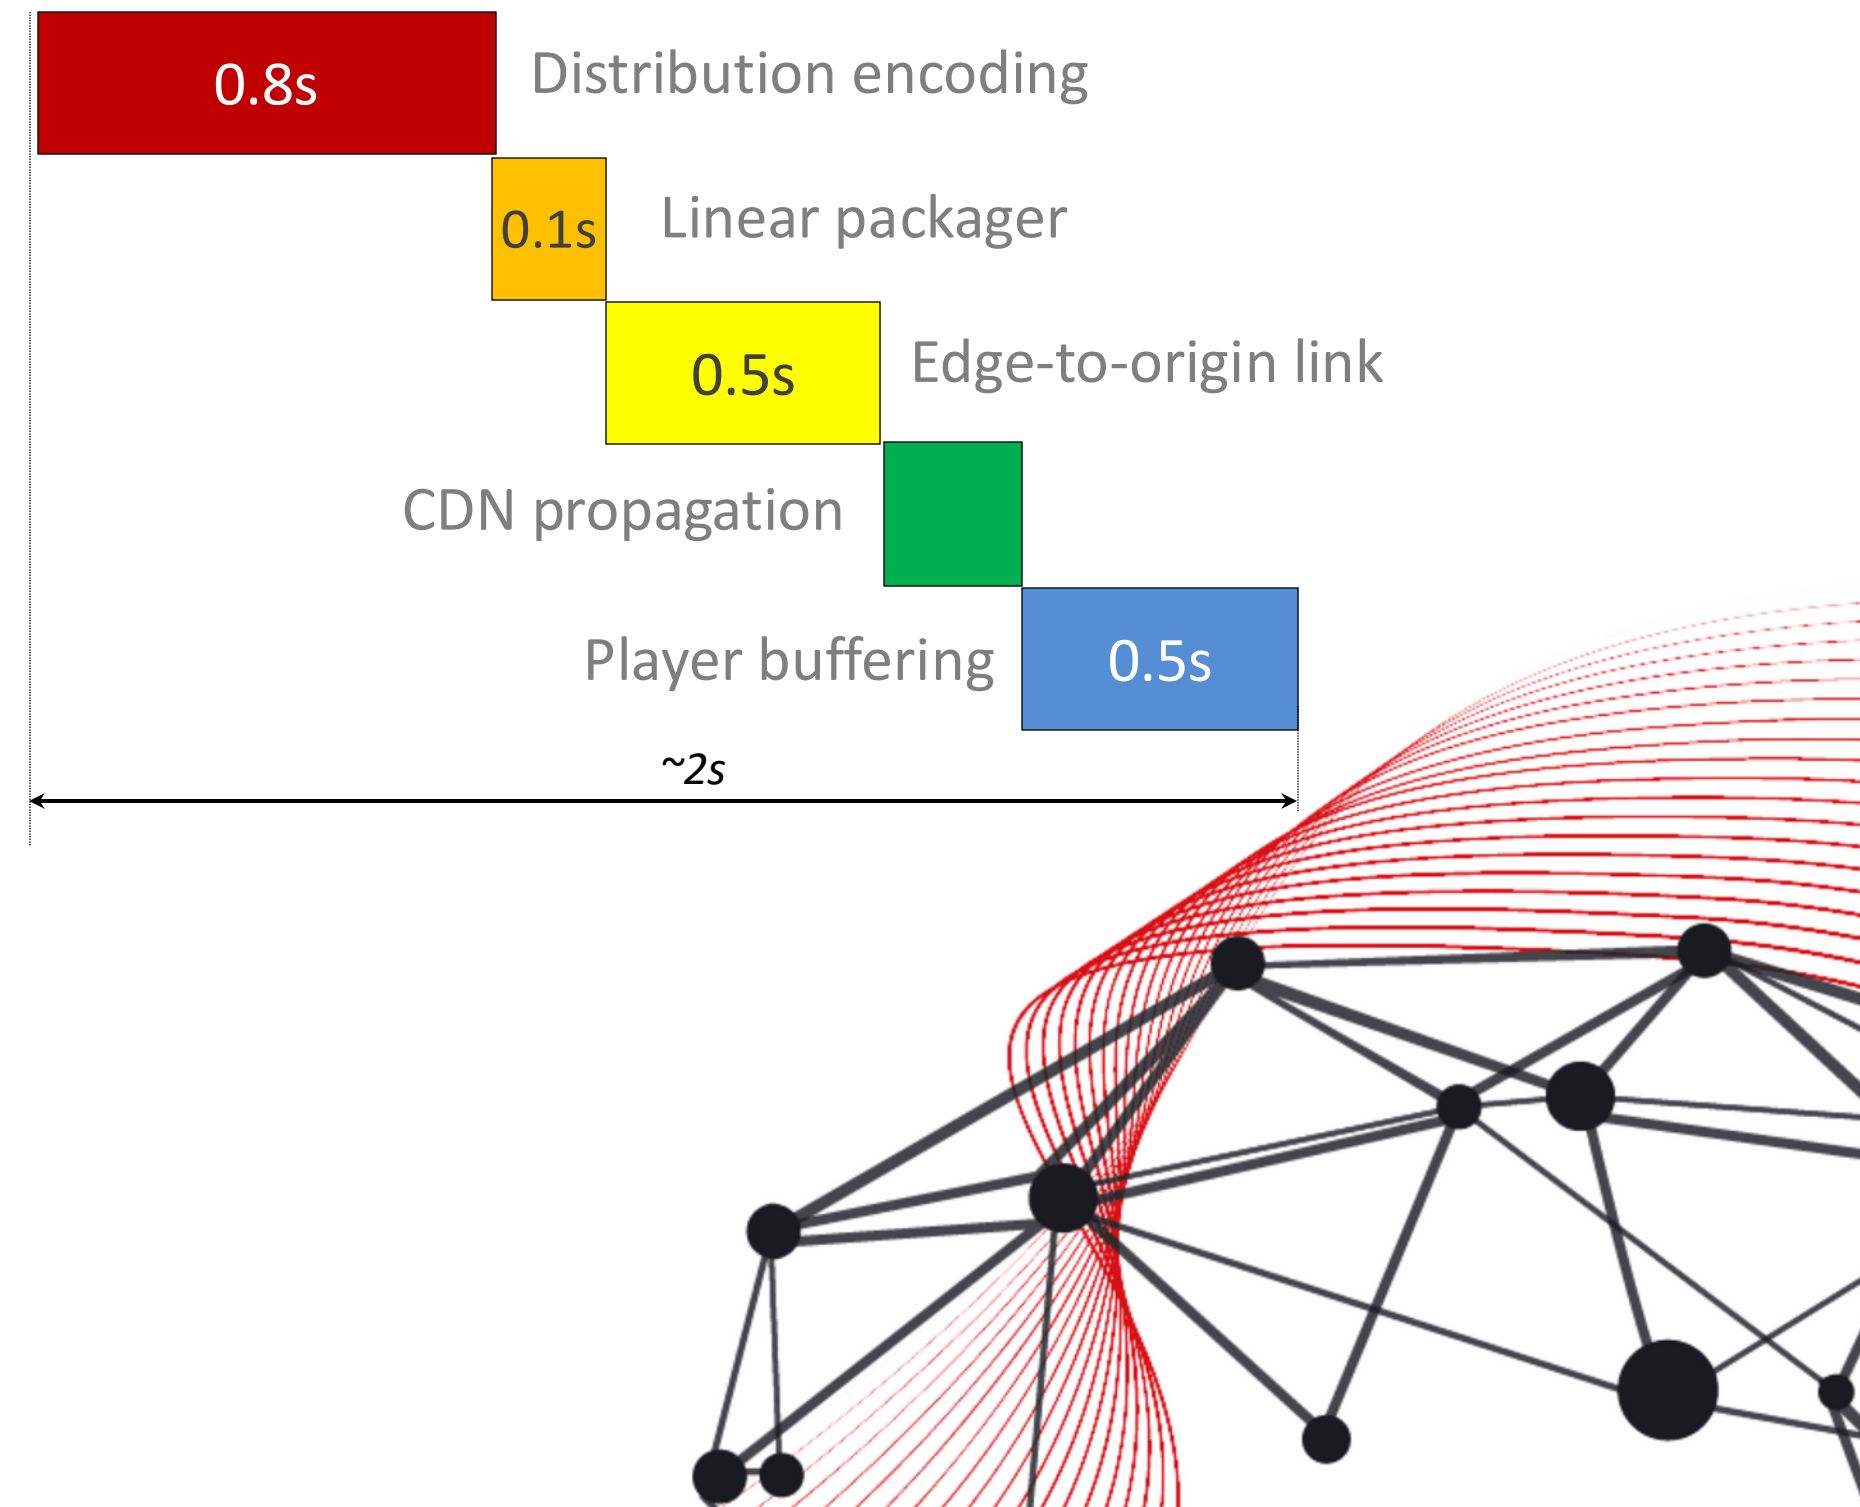 0.8s
Distribution encoding
0.1s
Linear packager
0.5s
Edge-to-origin link
CDN propagation
Player buffering
0.5s
~2s